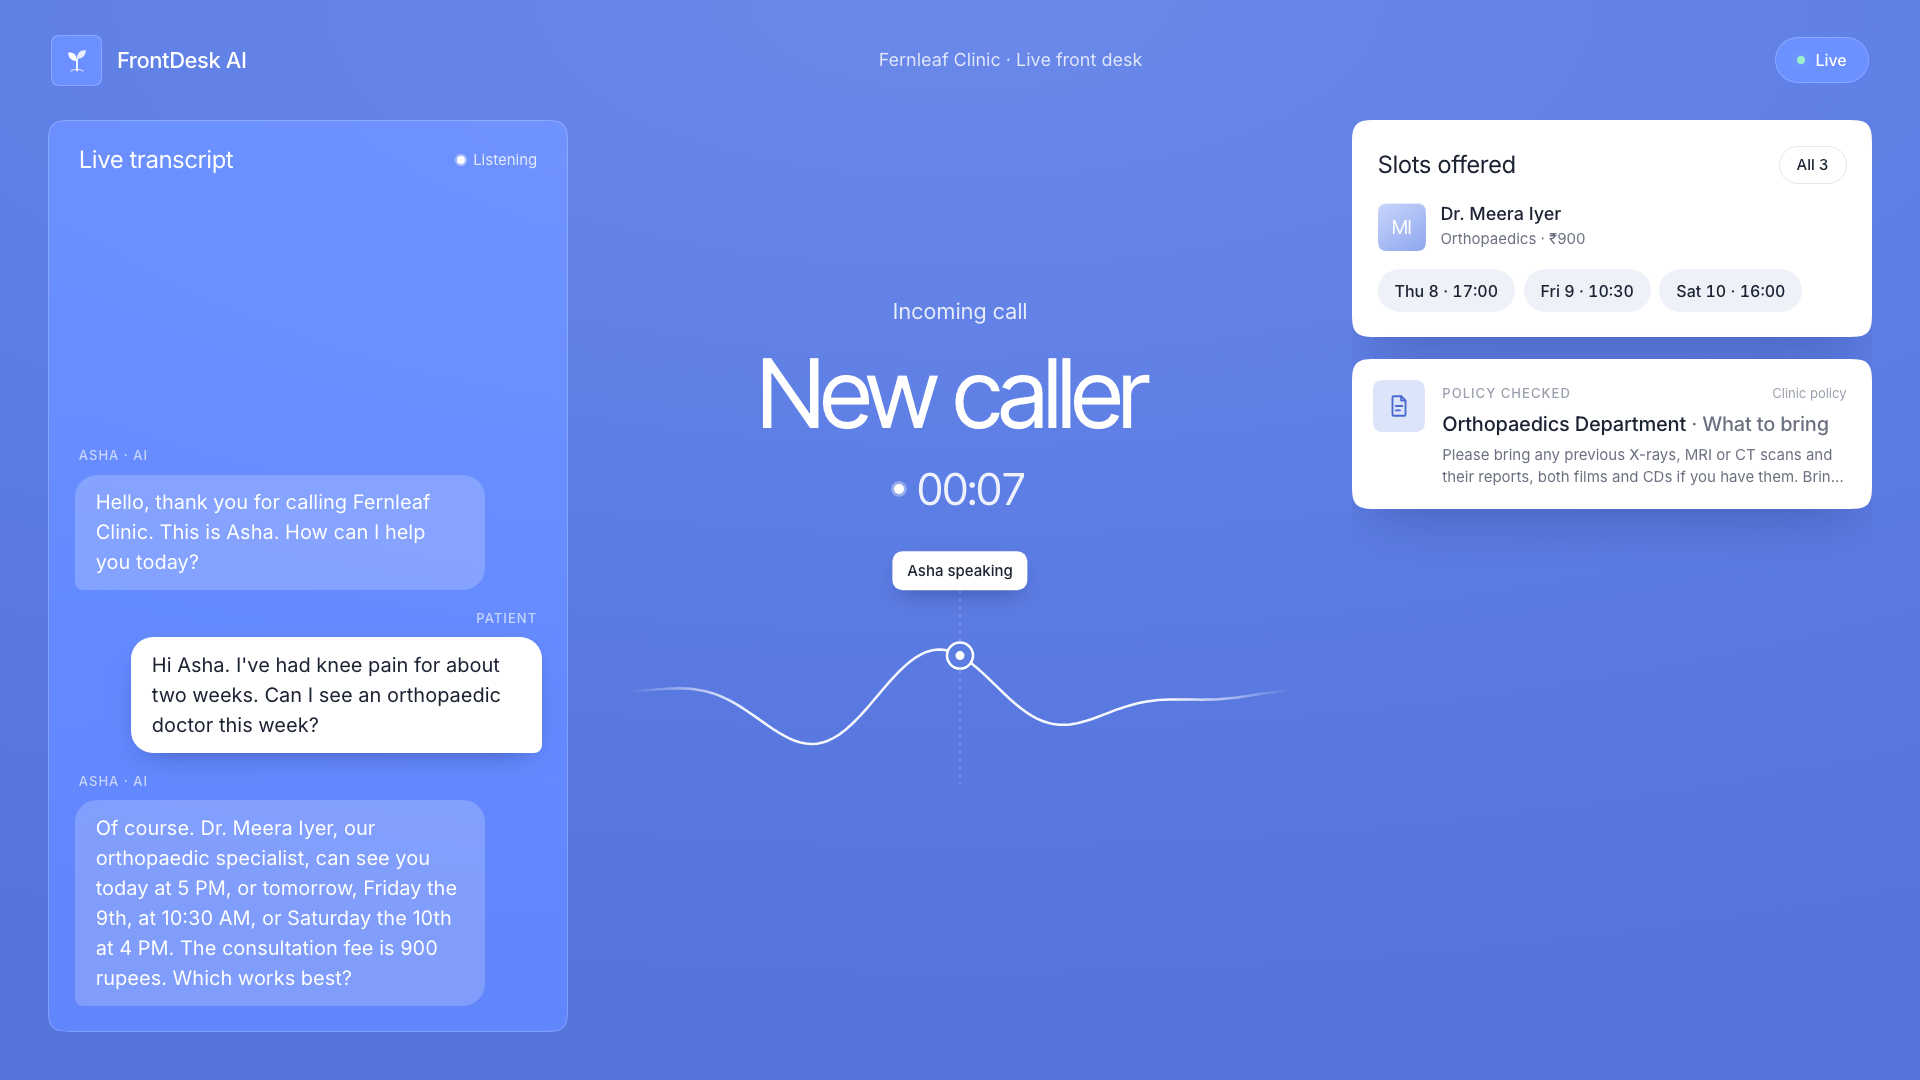 FrontDesk AI
Fernleaf Clinic · Live front desk
Live
Live transcript
Listening
ASHA · AI
Hello, thank you for calling Fernleaf
Clinic. This is Asha. How can I help
you today?
PATIENT
Hi Asha. I've had knee pain for about
two weeks. Can I see an orthopaedic
doctor this week?
ASHA · AI
Of course. Dr. Meera Iyer, our
orthopaedic specialist, can see you
today at 5 PM, or tomorrow, Friday the
9th, at 10:30 AM, or Saturday the 10th
at 4 PM. The consultation fee is 900
rupees. Which works best?
Incoming call
New caller
00:07
Asha speaking
Slots offered
All 3
MI
Dr. Meera Iyer
Orthopaedics · ₹900
Thu 8 · 17:00
Fri 9 · 10:30
Sat 10 · 16:00
POLICY CHECKED
Clinic policy
Orthopaedics Department · What to bring
Please bring any previous X-rays, MRI or CT scans and
their reports, both films and CDs if you have them. Brin...